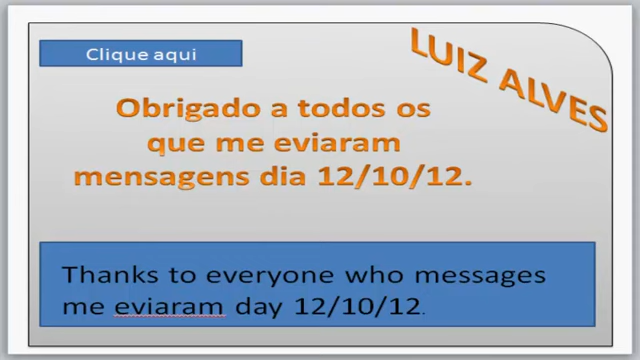 Clique aqui
LUIZ ALVES
Obrigado a todos os
que me eviaram
mensagens dia 12/10/12.
Thanks to everyone who messages
me eviaram day 12/10/12.